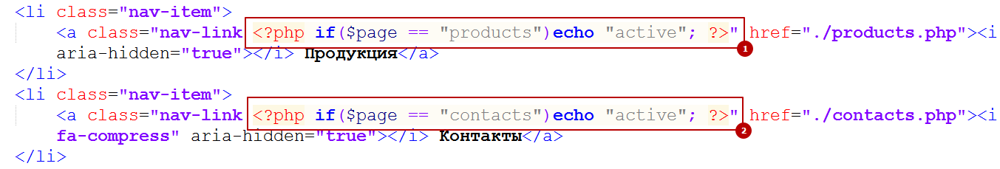 <li class="nav-item">
<a class="nav-link <?php if($page == "products")echo "active"; ?>" href="./products.php"><i
1
aria-hidden="true"></i> Продукция</a>
</li>
<li class="nav-item">
<a class="nav-link <?php if($page == "contacts")echo "active"; ?>" href="./contacts.php"><i
2
fa-compress" aria-hidden="true"></i> Контакты</a>
</li>